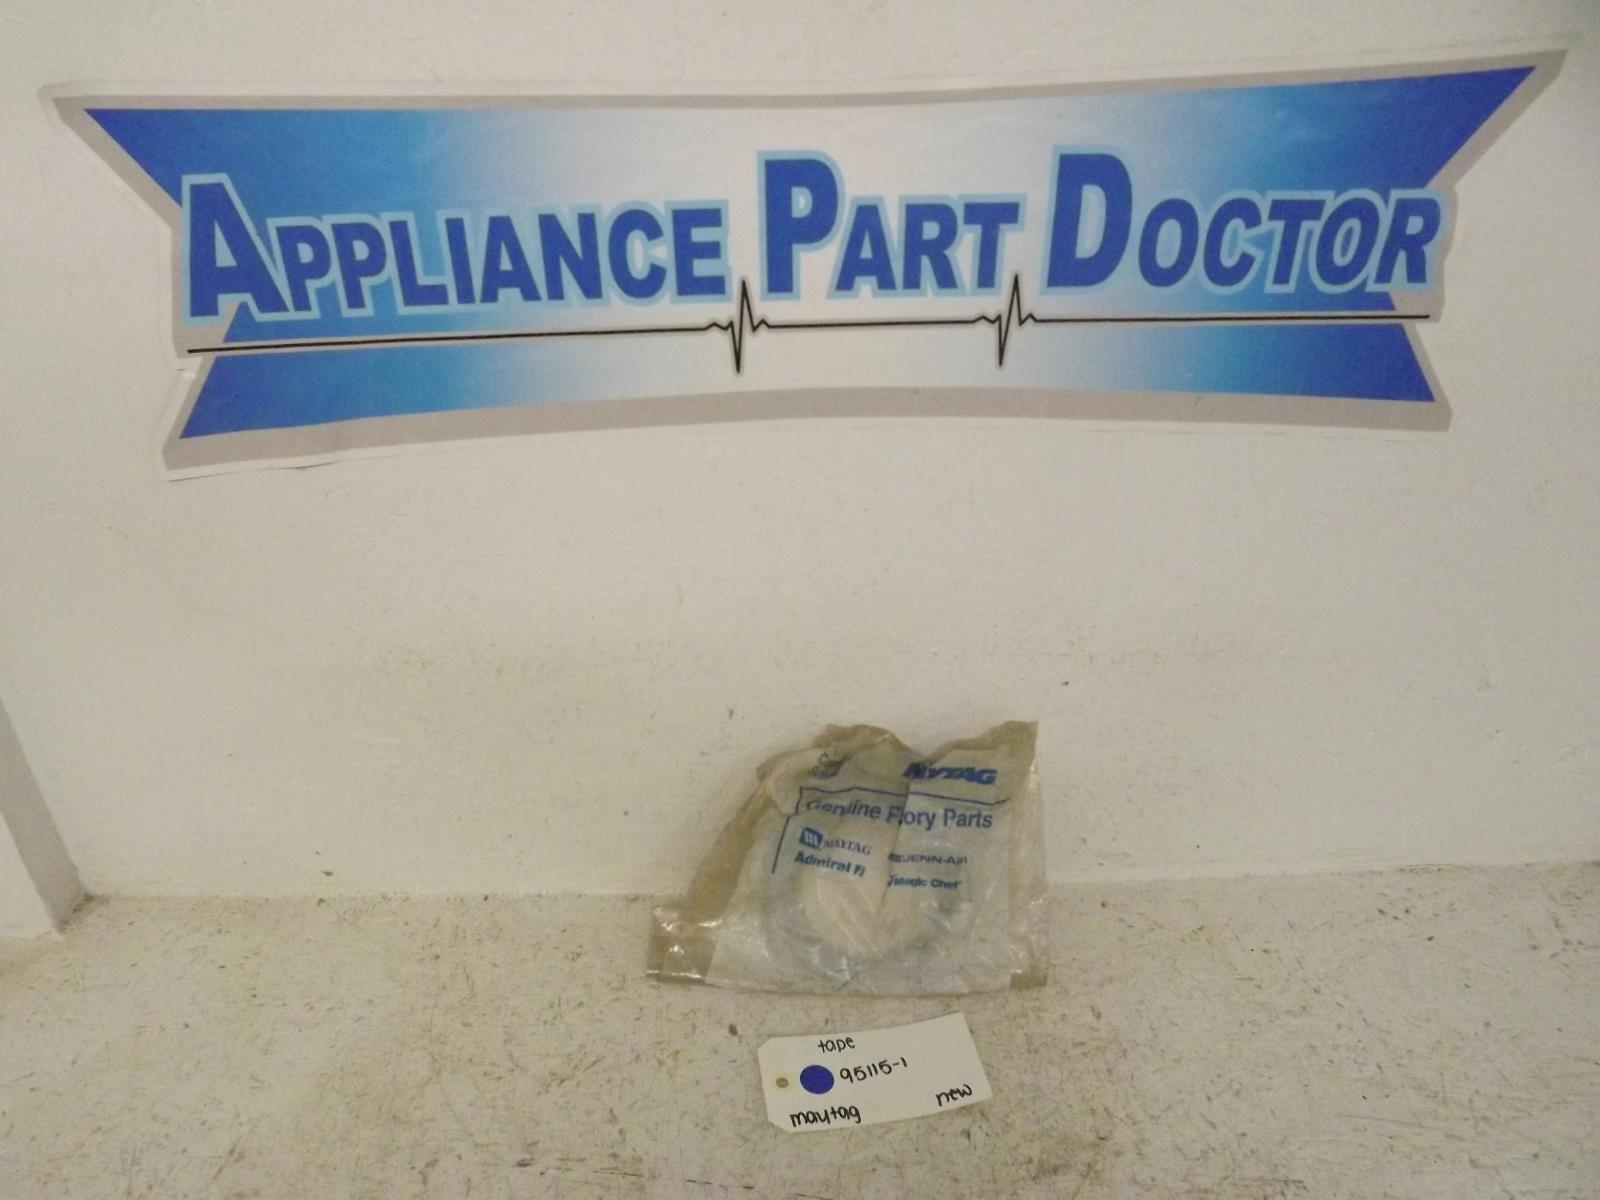 APPLIANCE PART DOCTOR
MAYTAG
Genuine Factory Parts
MAYTAG
JENN-AIR
Admiral
Magic Chef
tape
95115-1
new
maytag